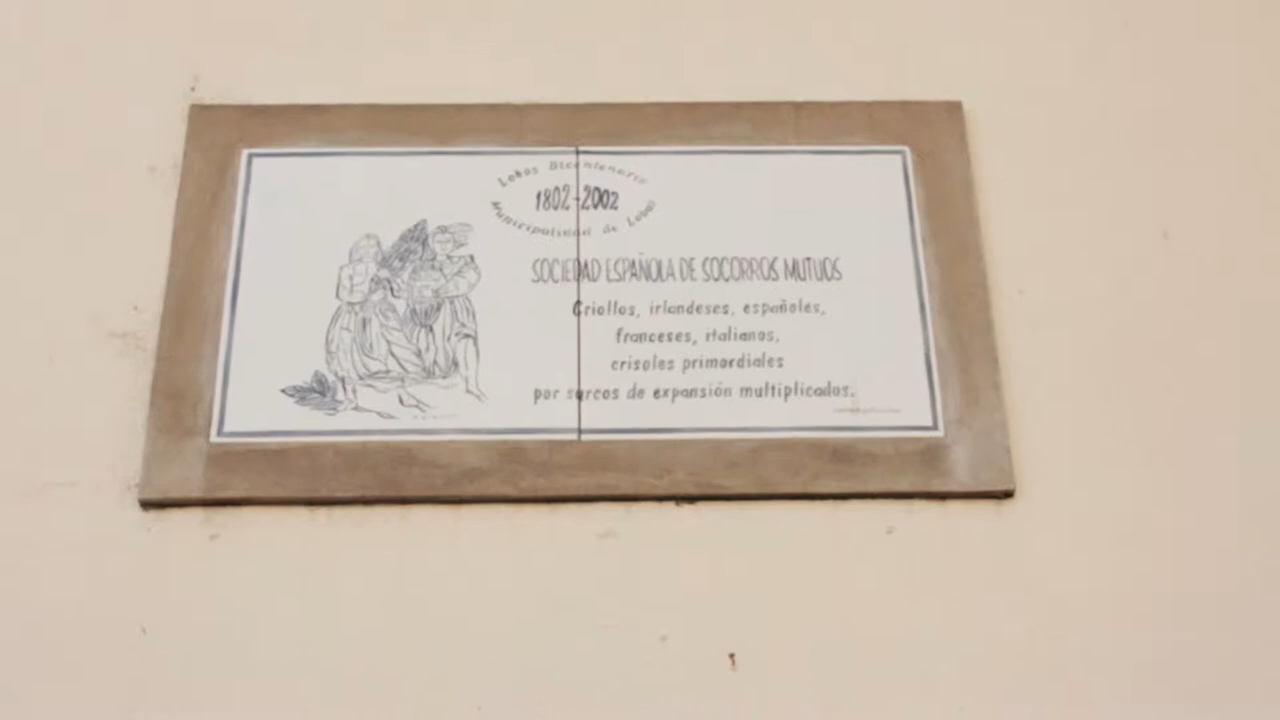 Lobos Bicentenario
1802-2002
Municipalidad de Lobos
SOCIEDAD ESPAÑOLA DE SOCORROS MUTUOS
Criollos, irlandeses, españoles,
franceses, italianos,
crisoles primordiales
por surcos de expansión multiplicados.